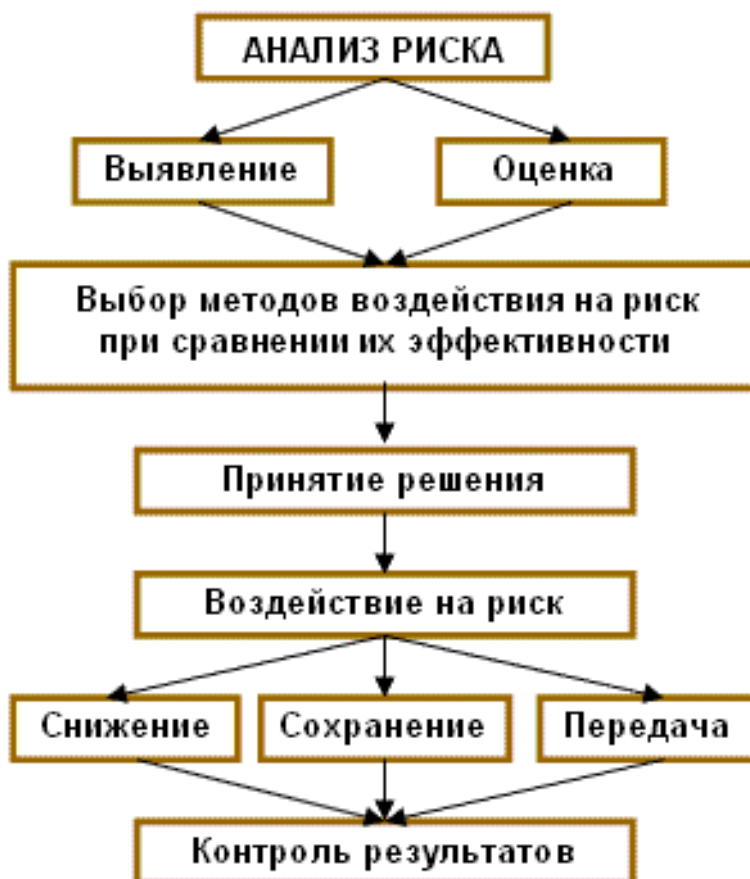 АНАЛИЗ РИСКА
Выявление
Оценка
Выбор методов воздействия на риск
при сравнении их эффективности
Принятие решения
Воздействие на риск
Снижение
Сохранение
Передача
Контроль результатов